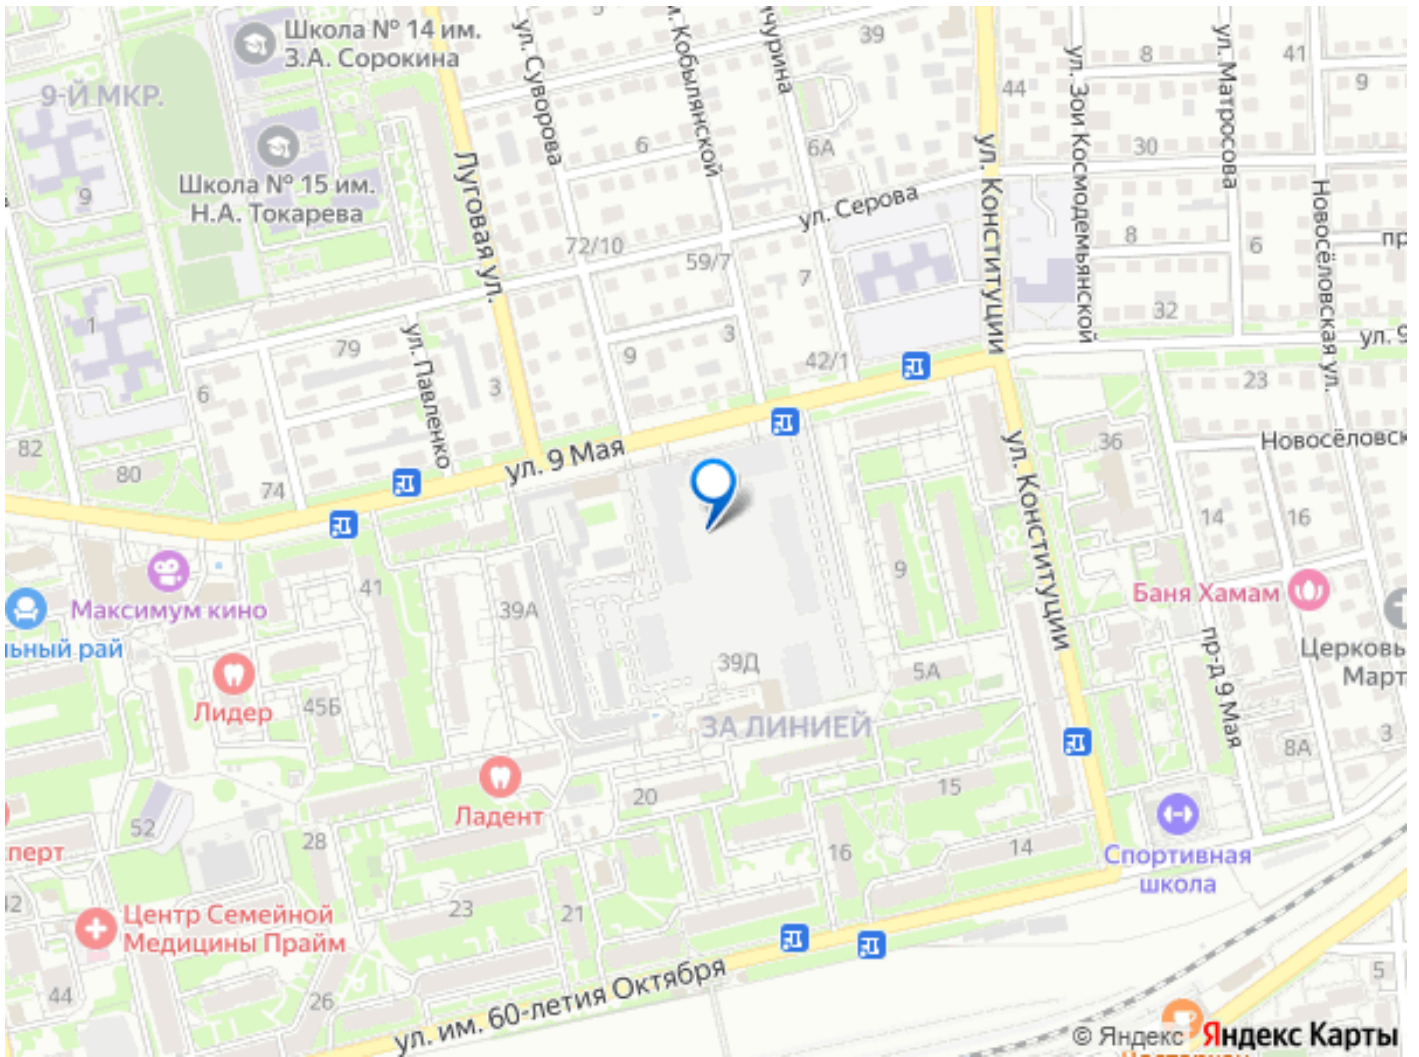 Школа № 14 им.
З.А. Сорокина
9-Й МКР.
Школа № 15 им.
Н.А. Токарева
ул. Суворова
Кобылянской
39
44
ул. Зои Космодемьянской
8
ул. Матросова
41
9
6
6А
30
ул. Конституции
Луговая ул.
9
ул. Серова
72/10
59/7
7
8
6
Новосёловская ул.
1
79
ул. Павленко
3
9
3
42/1
32
ул. 9
6
23
82
80
74
ул. 9 Мая
36
Новосёловск
ул. Конституции
14
16
41
39А
9
Максимум кино
Баня Хамам
ьный рай
39Д
5А
пр-д 9 Мая
Церковь
Март
Лидер
45Б
ЗА ЛИНИЕЙ
8А
3
Ладент
20
15
52
28
16
14
Спортивная
школа
перт
Центр Семейной
Медицины Прайм
23
21
44
26
ул. им. 60-летия Октября
5
© Яндекс Яндекс Карты